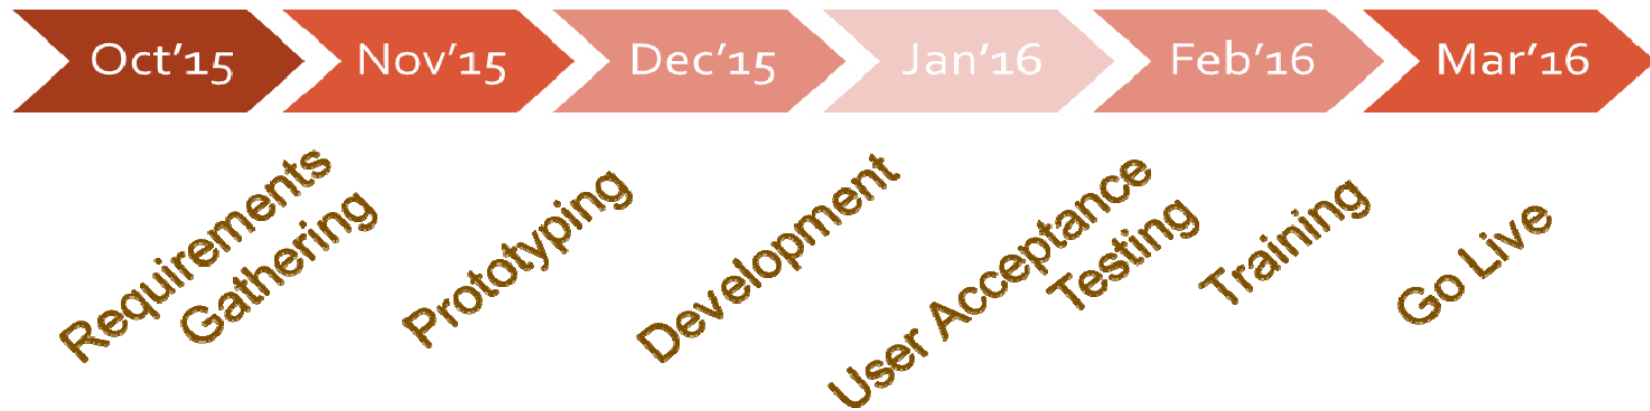 Oct’15
Nov’15
Dec’15
Jan’16
Feb’16
Mar’16
Requirements
Gathering
Prototyping
Development
User Acceptance
Testing
Training
Go Live